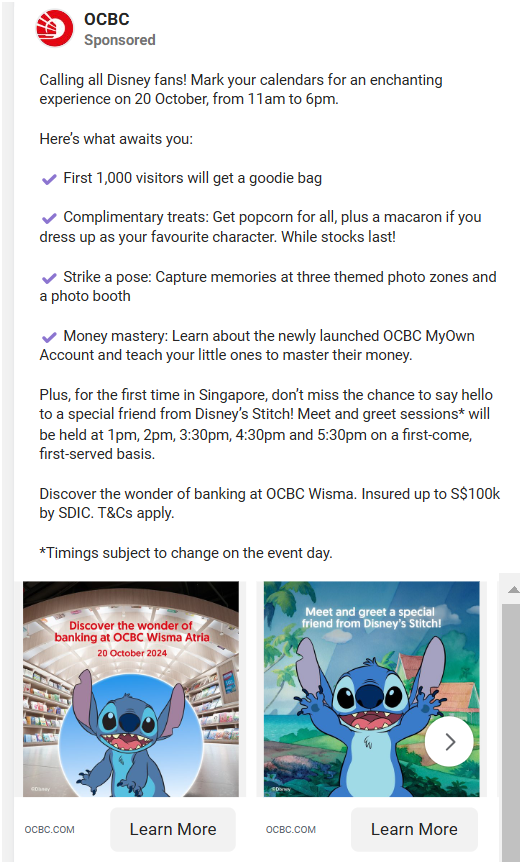 OCBC
Sponsored
Calling all Disney fans! Mark your calendars for an enchanting
experience on 20 October, from 11am to 6pm.
Here's what awaits you:
First 1,000 visitors will get a goodie bag
Complimentary treats: Get popcorn for all, plus a macaron if you
dress up as your favourite character. While stocks last!
Strike a pose: Capture memories at three themed photo zones and
a photo booth
Money mastery: Learn about the newly launched OCBC MyOwn
Account and teach your little ones to master their money.
Plus, for the first time in Singapore, don't miss the chance to say hello
to a special friend from Disney's Stitch! Meet and greet sessions* will
be held at 1pm, 2pm, 3:30pm, 4:30pm and 5:30pm on a first-come,
first-served basis.
Discover the wonder of banking at OCBC Wisma. Insured up to S$100k
by SDIC. T&Cs apply.
*Timings subject to change on the event day.
Discover the wonder of
banking at OCBC Wisma Atria
20 October 2024
©Disney
Meet and greet a special
friend from Disney's Stitch!
©Disney
OCBC.COM
Learn More
OCBC.COM
Learn More